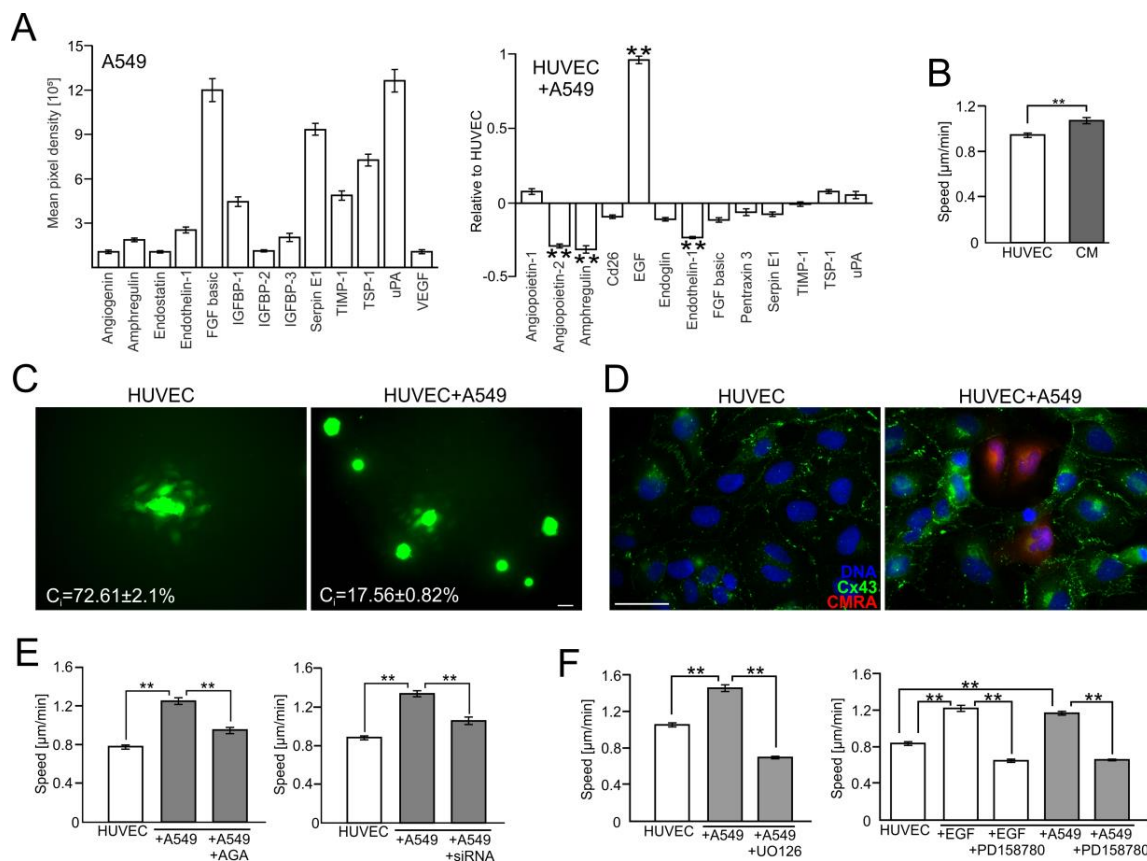 A
A549
Mean pixel density [10⁵]
15
12
9
6
3
Angiogenin
Amphregulin
Endostatin
Endothelin-1
FGF basic
IGFBP-1
IGFBP-2
IGFBP-3
Serpin E1
TIMP-1
TSP-1
uPA
VEGF
HUVEC
+A549
Relative to HUVEC
1
0.5
0
-0.5
**
**
**
**
Angiopoietin-1
Angiopoietin-2
Amphregulin
Cd26
EGF
Endoglin
Endothelin-1
FGF basic
Pentraxin 3
Serpin E1
TIMP-1
TSP-1
uPA
B
Speed [µm/min]
1.2
0.8
0.4
0
**
HUVEC
CM
C
HUVEC
HUVEC+A549
Cᵢ=72.61±2.1%
Cᵢ=17.56±0.82%
D
HUVEC
HUVEC+A549
DNA
Cx43
CMRA
E
Speed [µm/min]
1.6
1.2
0.8
0.4
0
** **
HUVEC
+A549
+A549
+AGA
Speed [µm/min]
1.6
1.2
0.8
0.4
0
** **
HUVEC
+A549
+A549
+siRNA
F
Speed [µm/min]
1.6
1.2
0.8
0.4
0
** **
HUVEC
+A549
+A549
+UO126
Speed [µm/min]
1.6
1.2
0.8
0.4
0
**
** ** **
HUVEC
+EGF
+EGF
+PD158780
+A549
+A549
+PD158780